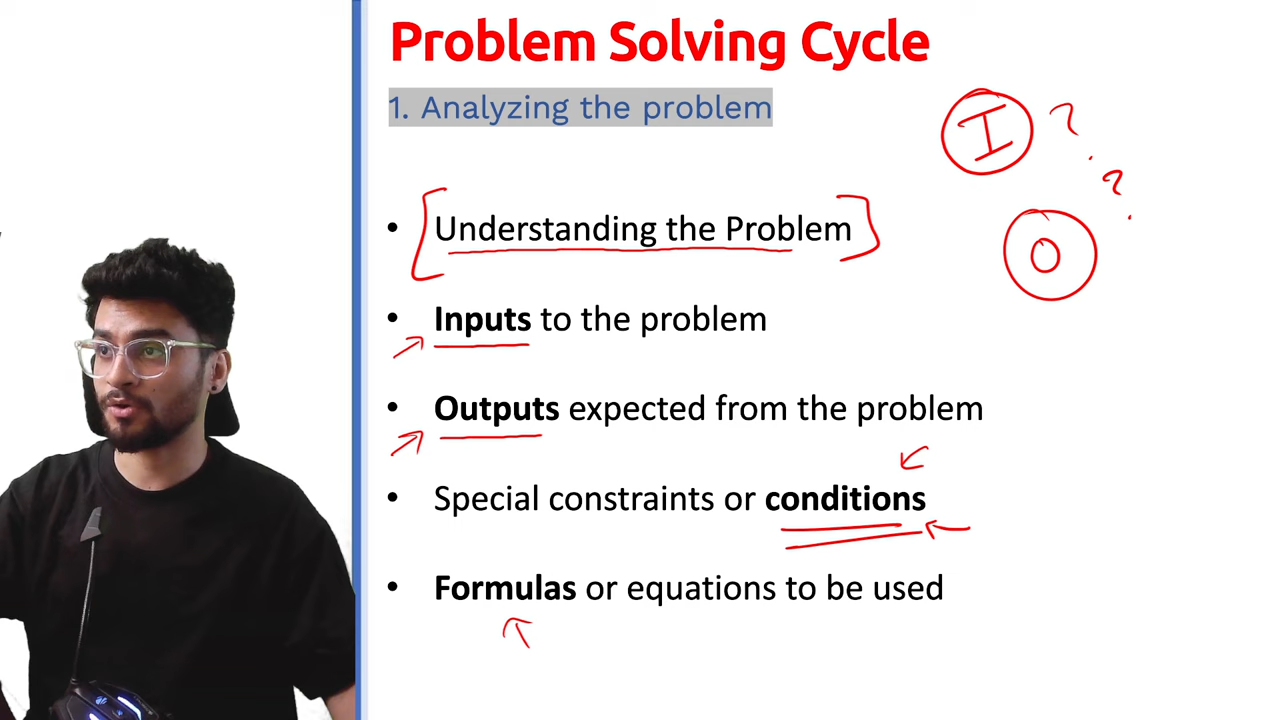 Problem Solving Cycle
1. Analyzing the problem
I ?
?
O
• Understanding the Problem
• Inputs to the problem
• Outputs expected from the problem
• Special constraints or conditions
• Formulas or equations to be used